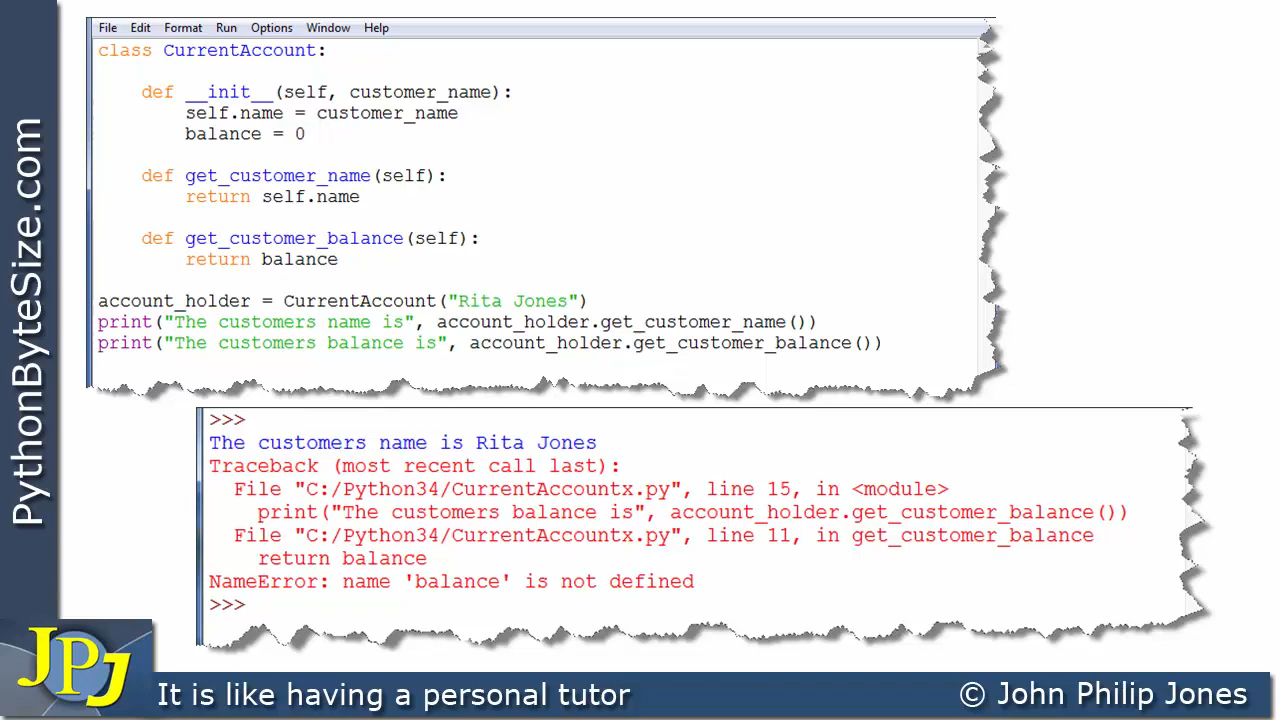 File Edit Format Run Options Window Help
class CurrentAccount:
def __init__(self, customer_name):
self.name = customer_name
balance = 0
def get_customer_name(self):
return self.name
def get_customer_balance(self):
return balance
account_holder = CurrentAccount("Rita Jones")
print("The customers name is", account_holder.get_customer_name())
print("The customers balance is", account_holder.get_customer_balance())
>>>
The customers name is Rita Jones
Traceback (most recent call last):
File "C:/Python34/CurrentAccountx.py", line 15, in <module>
print("The customers balance is", account_holder.get_customer_balance())
File "C:/Python34/CurrentAccountx.py", line 11, in get_customer_balance
return balance
NameError: name 'balance' is not defined
>>>
PythonByteSize.com
JPJ
It is like having a personal tutor
© John Philip Jones